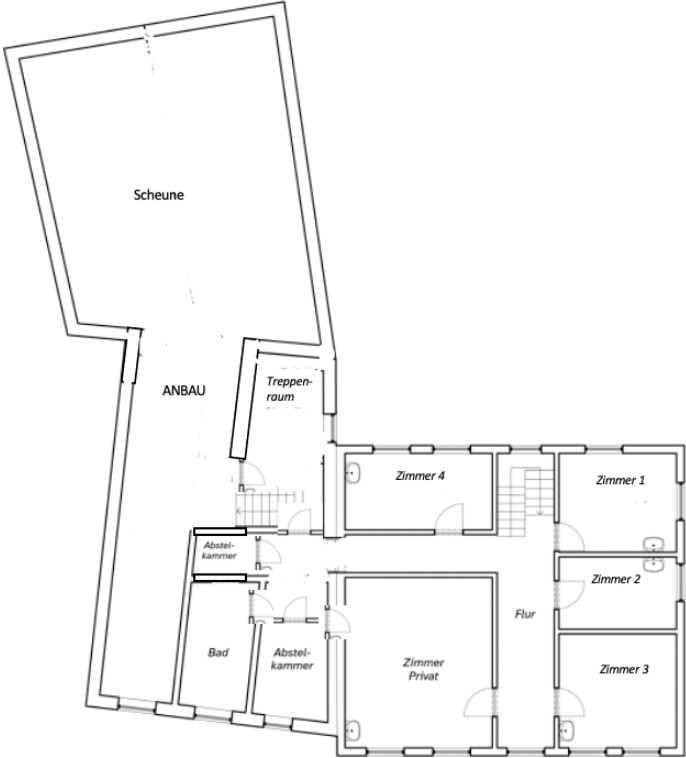 Scheune
ANBAU
Treppen-
raum
Zimmer 4
Zimmer 1
Abstel-
kammer
Zimmer 2
Flur
Bad
Abstel-
kammer
Zimmer
Privat
Zimmer 3